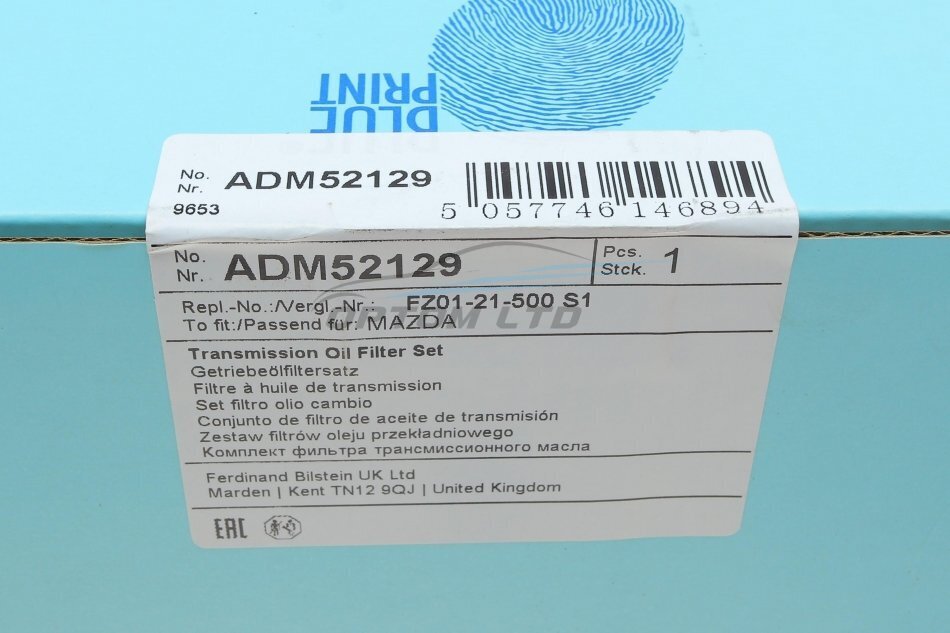 BLUE
PRINT
No.
Nr. ADM52129
9653
5 057746 146894
No.
Nr. ADM52129
Pcs.
Stck. 1
Repl.-No.:/Vergl.-Nr.: FZ01-21-500 S1
To fit:/Passend für: MAZDA
OPTOM LTD
Transmission Oil Filter Set
Getriebeölfiltersatz
Filtre à huile de transmission
Set filtro olio cambio
Conjunto de filtro de aceite de transmisión
Zestaw filtrów oleju przekładniowego
Комплект фильтра трансмиссионного масла
Ferdinand Bilstein UK Ltd
Marden | Kent TN12 9QJ | United Kingdom
EAC